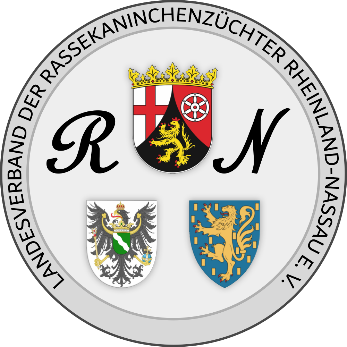 LANDESVERBAND DER RASSEKANINCHENZÜCHTER RHEINLAND-NASSAU E. V.
R N